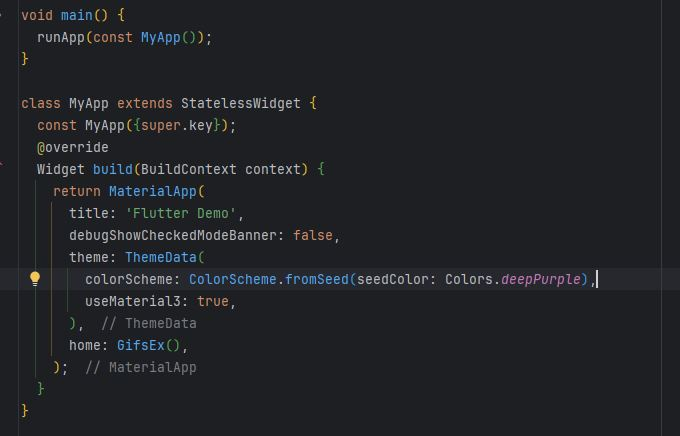 void main() {
  runApp(const MyApp());
}

class MyApp extends StatelessWidget {
  const MyApp({super.key});
  @override
  Widget build(BuildContext context) {
    return MaterialApp(
      title: 'Flutter Demo',
      debugShowCheckedModeBanner: false,
      theme: ThemeData(
        colorScheme: ColorScheme.fromSeed(seedColor: Colors.deepPurple),
        useMaterial3: true,
      ),  // ThemeData
      home: GifsEx(),
    );  // MaterialApp
  }
}